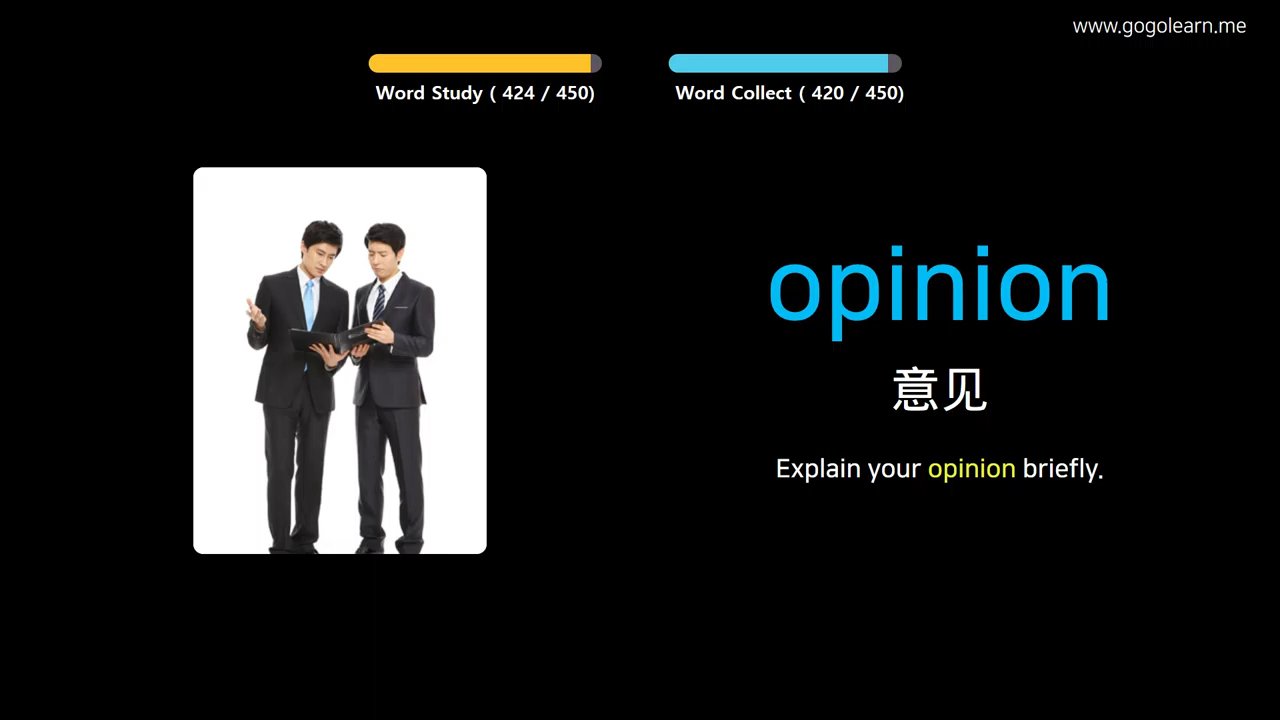 www.gogolearn.me
Word Study ( 424 / 450)
Word Collect ( 420 / 450)
opinion
意见
Explain your opinion briefly.